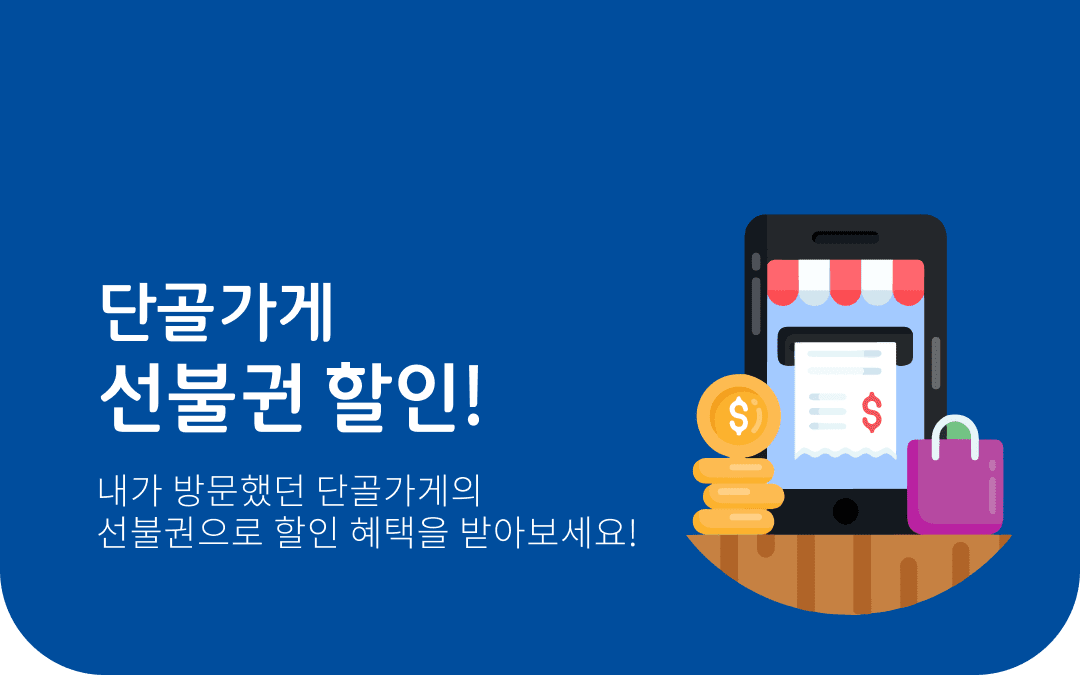 단골가게
선불권 할인!
내가 방문했던 단골가게의
선불권으로 할인 혜택을 받아보세요!
$
$